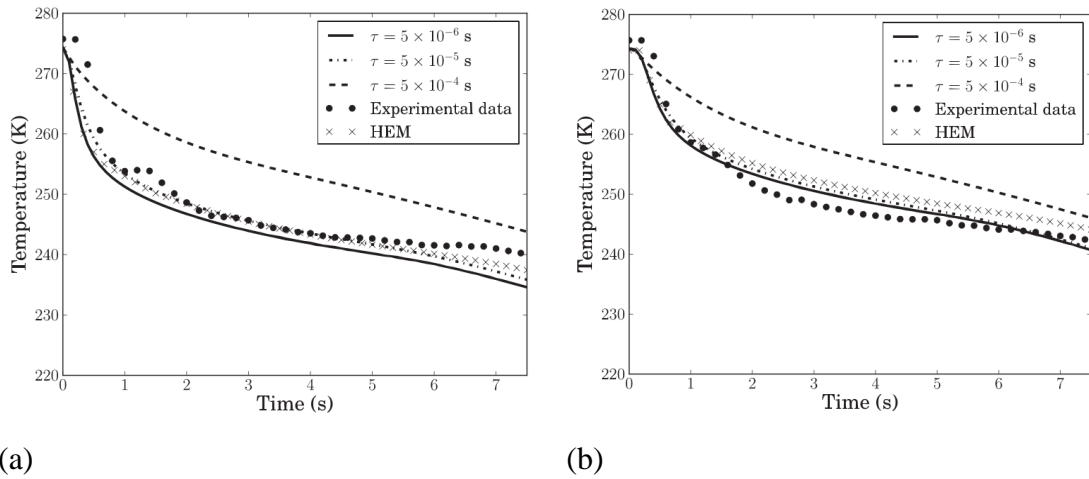 280
270
260
250
240
230
220
0 1 2 3 4 5 6 7
Temperature (K)
Time (s)
τ = 5 × 10⁻⁶ s
τ = 5 × 10⁻⁵ s
τ = 5 × 10⁻⁴ s
Experimental data
HEM
(a)
280
270
260
250
240
230
220
0 1 2 3 4 5 6 7
Temperature (K)
Time (s)
τ = 5 × 10⁻⁶ s
τ = 5 × 10⁻⁵ s
τ = 5 × 10⁻⁴ s
Experimental data
HEM
(b)